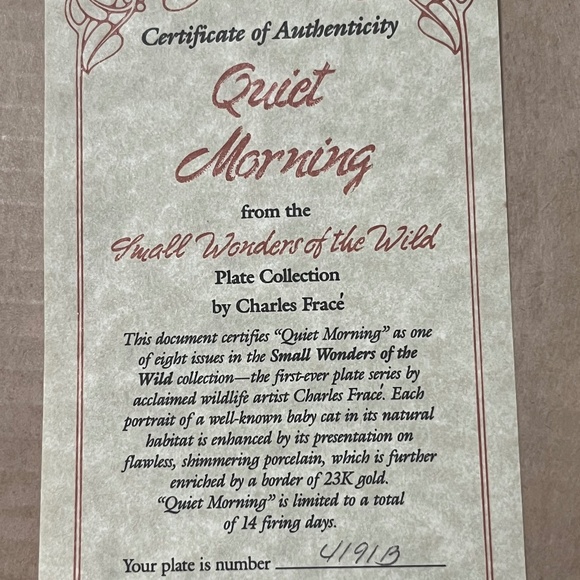 Certificate of Authenticity
Quiet
Morning
from the
Small Wonders of the Wild
Plate Collection
by Charles Fracé
This document certifies “Quiet Morning” as one
of eight issues in the Small Wonders of the
Wild collection—the first-ever plate series by
acclaimed wildlife artist Charles Fracé. Each
portrait of a well-known baby cat in its natural
habitat is enhanced by its presentation on
flawless, shimmering porcelain, which is further
enriched by a border of 23K gold.
“Quiet Morning” is limited to a total
of 14 firing days.
Your plate is number 4191B